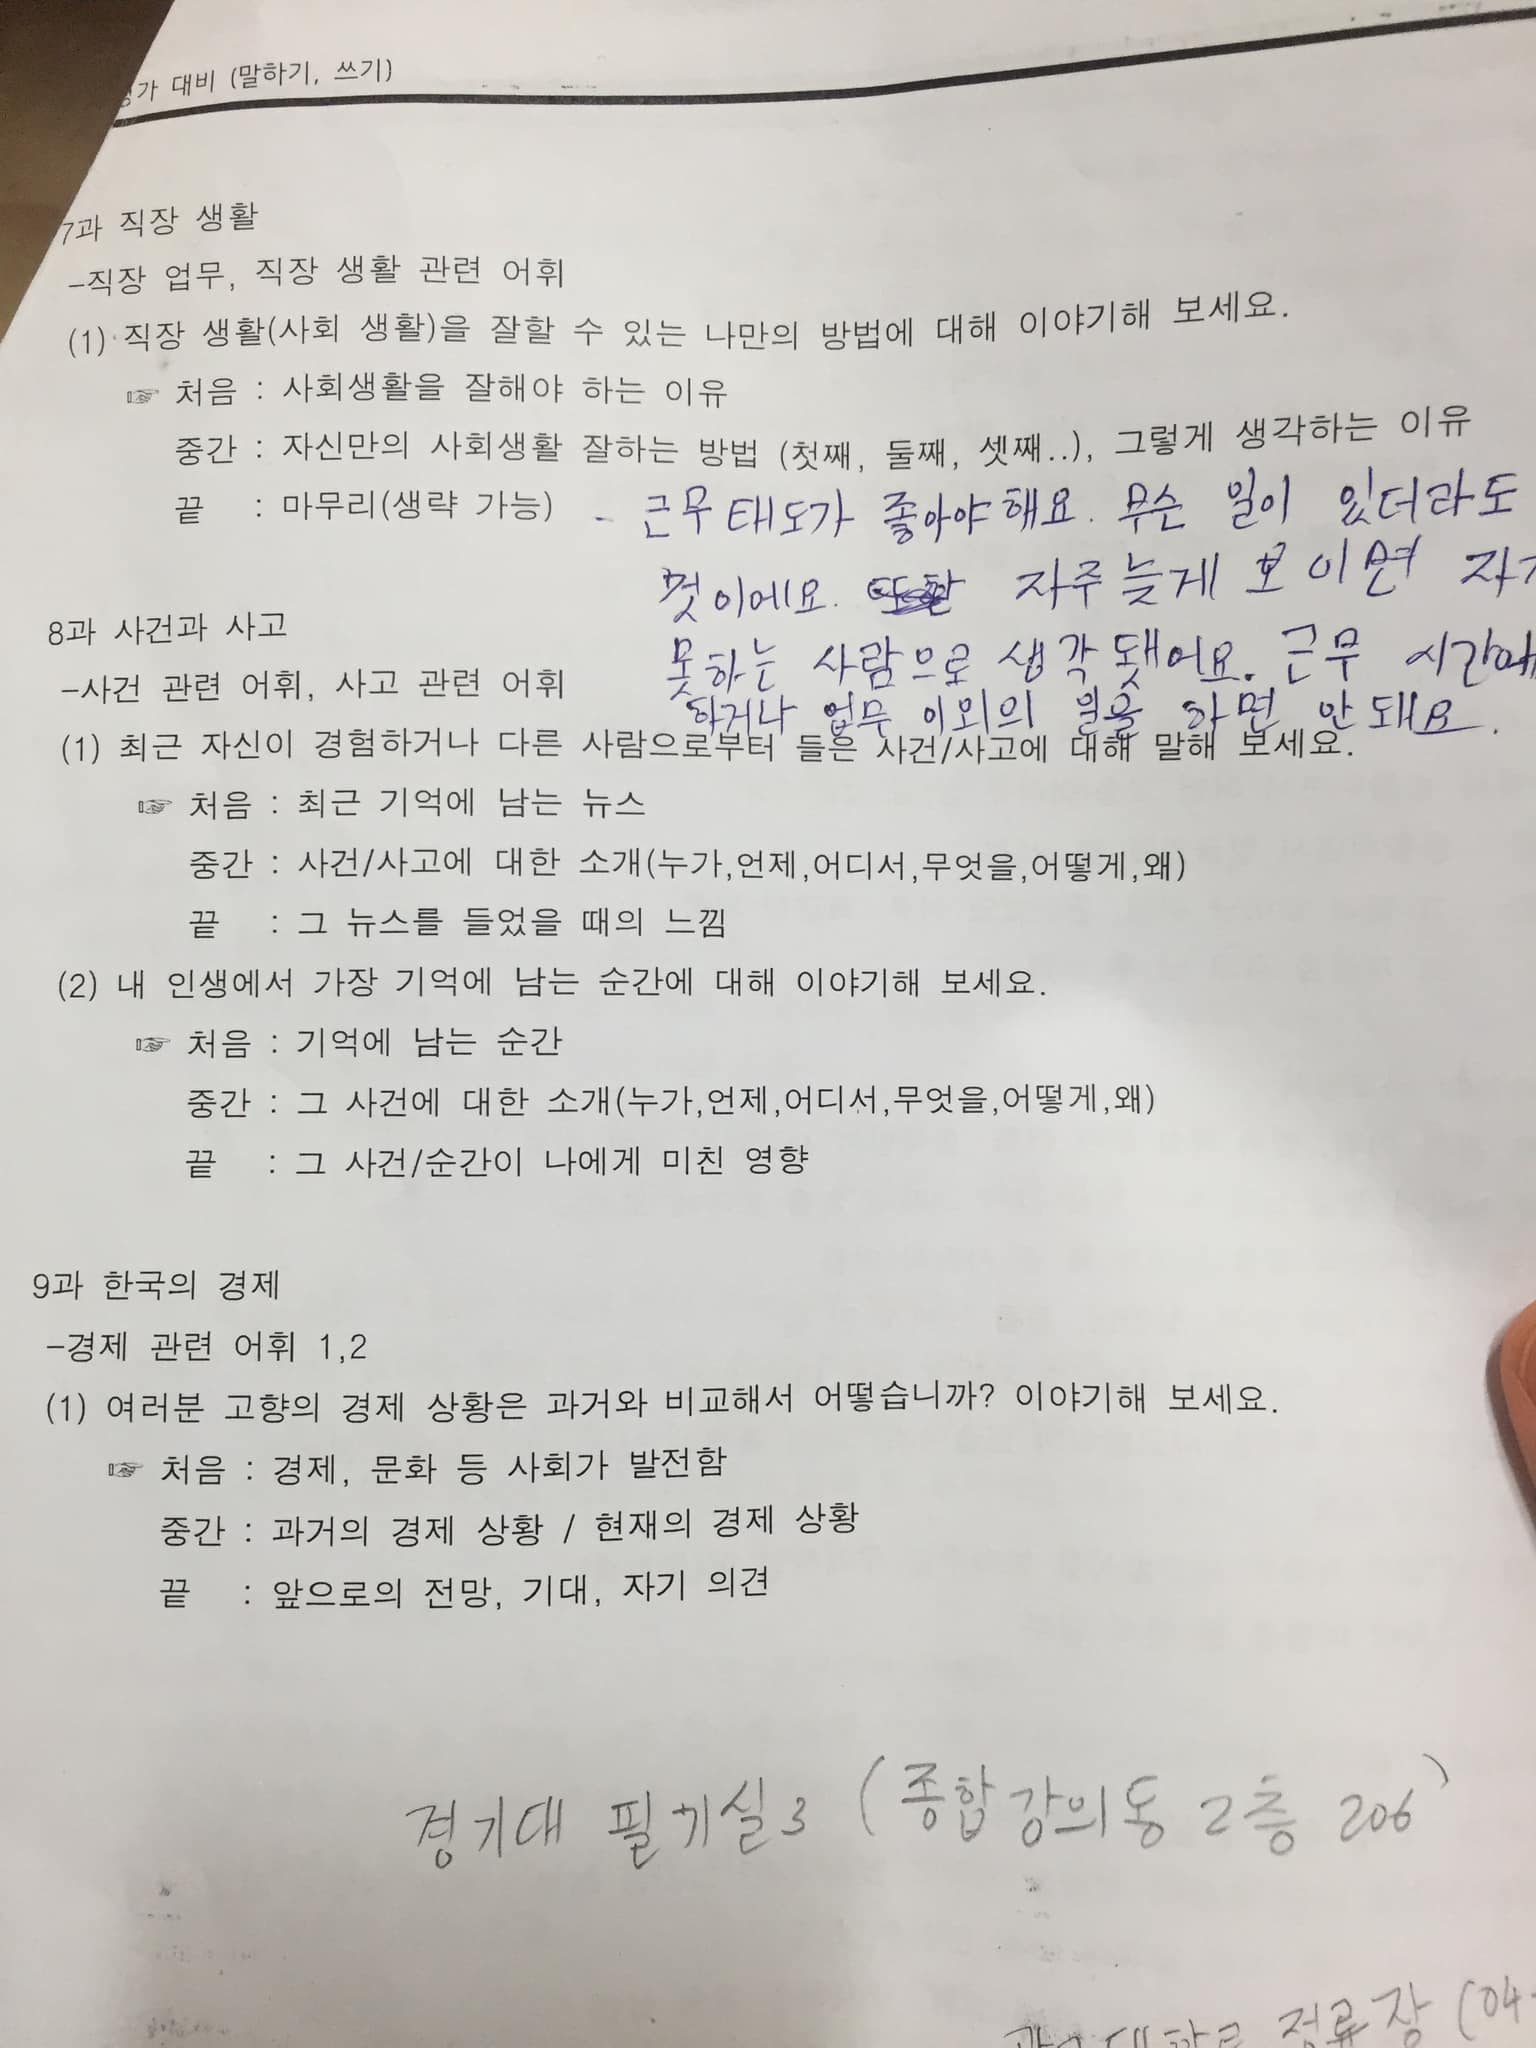 대비 (말하기, 쓰기)
7과 직장 생활
-직장 업무, 직장 생활 관련 어휘
(1) 직장 생활(사회 생활)을 잘할 수 있는 나만의 방법에 대해 이야기해 보세요.
☞ 처음 : 사회생활을 잘해야 하는 이유
중간 : 자신만의 사회생활 잘하는 방법 (첫째, 둘째, 셋째..), 그렇게 생각하는 이유
끝 : 마무리(생략 가능)
- 근무 태도가 좋아야 해요. 무슨 일이 있더라도
자주 늦게 보이면
못하는 사람으로 생각 됐어요. 근무 시간에
하거나 업무 이외의 일을 하면 안 돼요.
8과 사건과 사고
-사건 관련 어휘, 사고 관련 어휘
(1) 최근 자신이 경험하거나 다른 사람으로부터 들은 사건/사고에 대해 말해 보세요.
☞ 처음 : 최근 기억에 남는 뉴스
중간 : 사건/사고에 대한 소개(누가,언제,어디서,무엇을,어떻게,왜)
끝 : 그 뉴스를 들었을 때의 느낌
(2) 내 인생에서 가장 기억에 남는 순간에 대해 이야기해 보세요.
☞ 처음 : 기억에 남는 순간
중간 : 그 사건에 대한 소개(누가,언제,어디서,무엇을,어떻게,왜)
끝 : 그 사건/순간이 나에게 미친 영향
9과 한국의 경제
-경제 관련 어휘 1,2
(1) 여러분 고향의 경제 상황은 과거와 비교해서 어떻습니까? 이야기해 보세요.
☞ 처음 : 경제, 문화 등 사회가 발전함
중간 : 과거의 경제 상황 / 현재의 경제 상황
끝 : 앞으로의 전망, 기대, 자기 의견
경기대 필기실3 (종합강의동 2층 206)
정류장 (04-